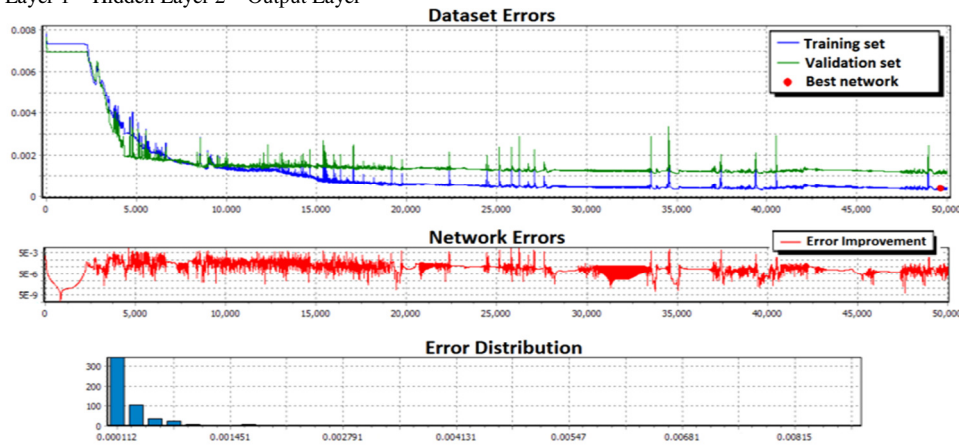 Layer 1 – Hidden Layer 2 – Output Layer
Dataset Errors
0.008
0.006
0.004
0.002
0
Training set
Validation set
Best network
0 5,000 10,000 15,000 20,000 25,000 30,000 35,000 40,000 45,000 50,000
Network Errors
5E-3
5E-6
5E-9
Error Improvement
0 5,000 10,000 15,000 20,000 25,000 30,000 35,000 40,000 45,000 50,000
Error Distribution
300
200
100
0
0.000112 0.001451 0.002791 0.004131 0.00547 0.00681 0.00815